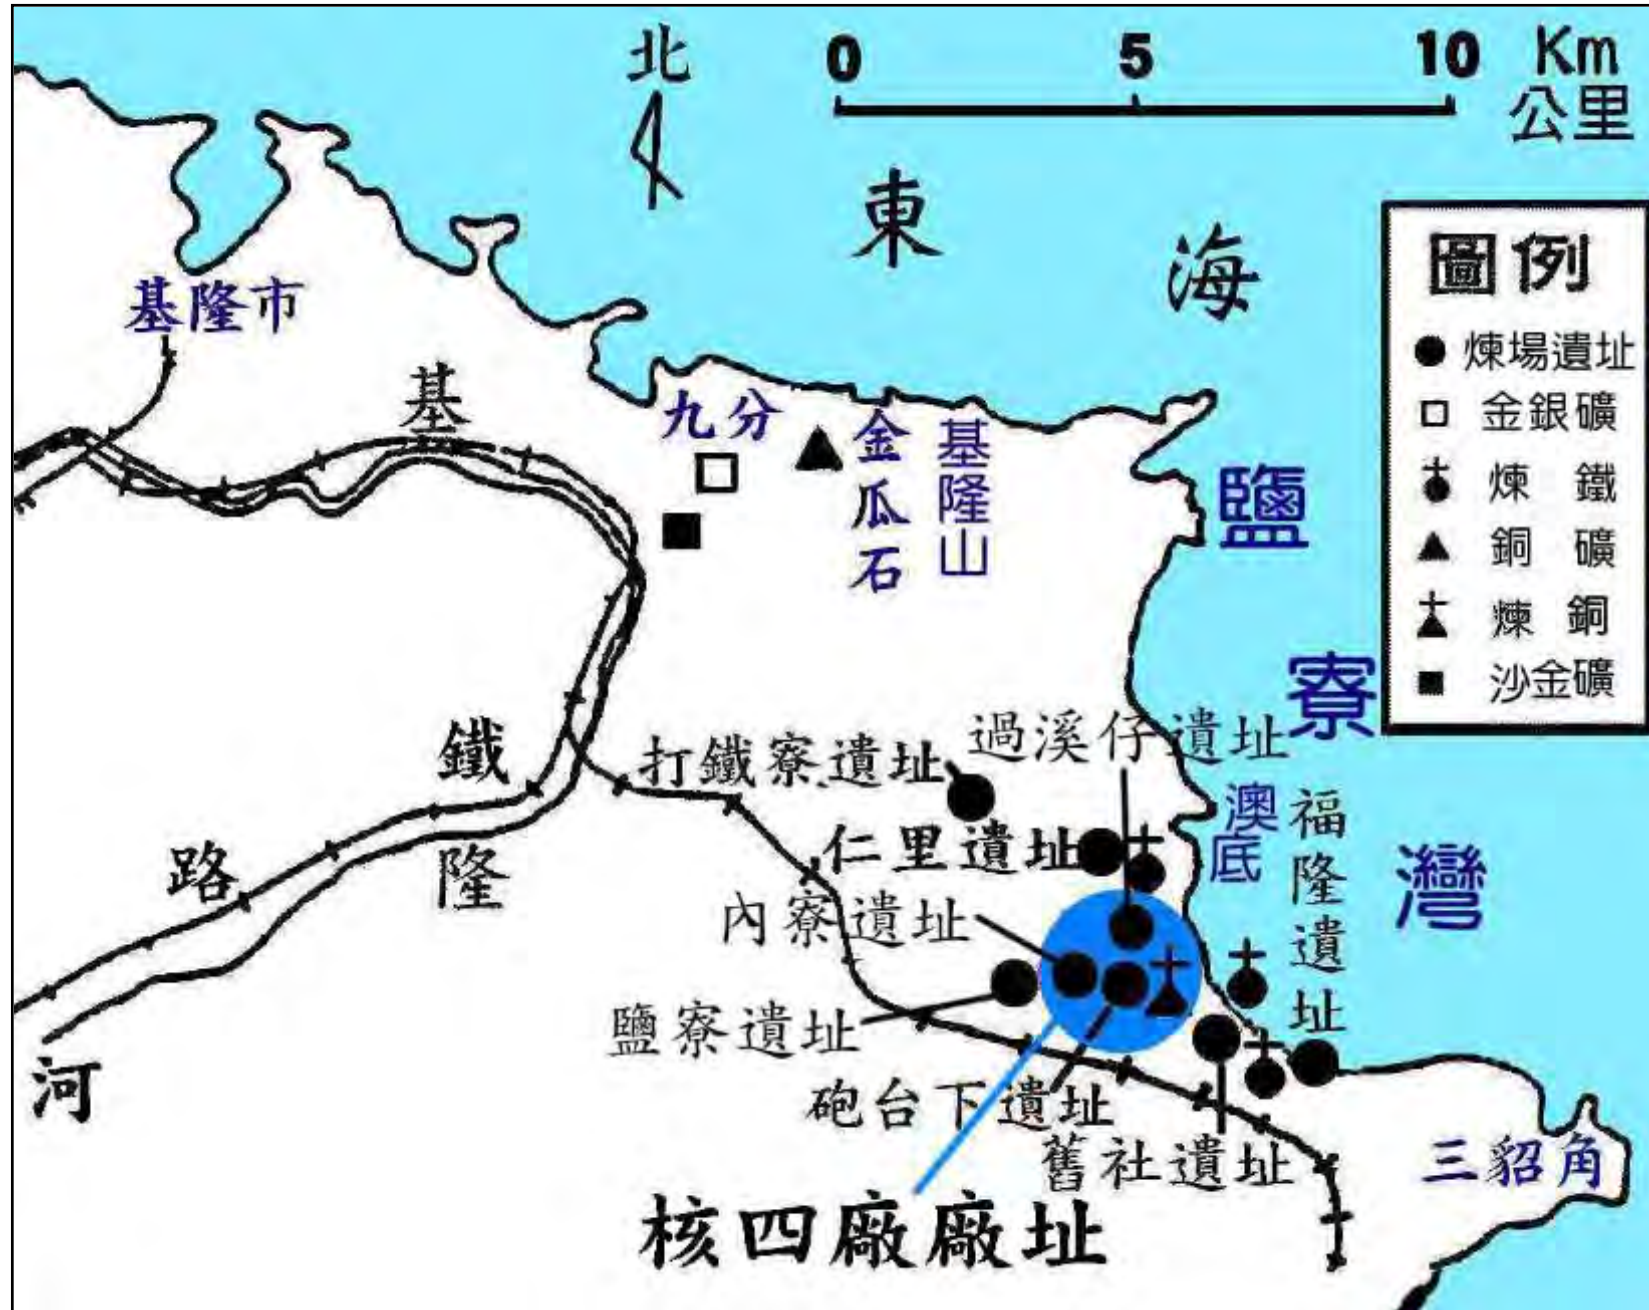 北
0 5 10 Km
公里
東
海
圖例
煉場遺址
金銀礦
煉 鐵
銅 礦
煉 銅
沙金礦
基隆市
基
九分
金瓜石
基隆山
鹽
寮
灣
過溪仔遺址
打鐵寮遺址
鐵
澳底
福隆遺址
仁里遺址
路
隆
內寮遺址
鹽寮遺址
河
砲台下遺址
舊社遺址
三貂角
核四廠廠址